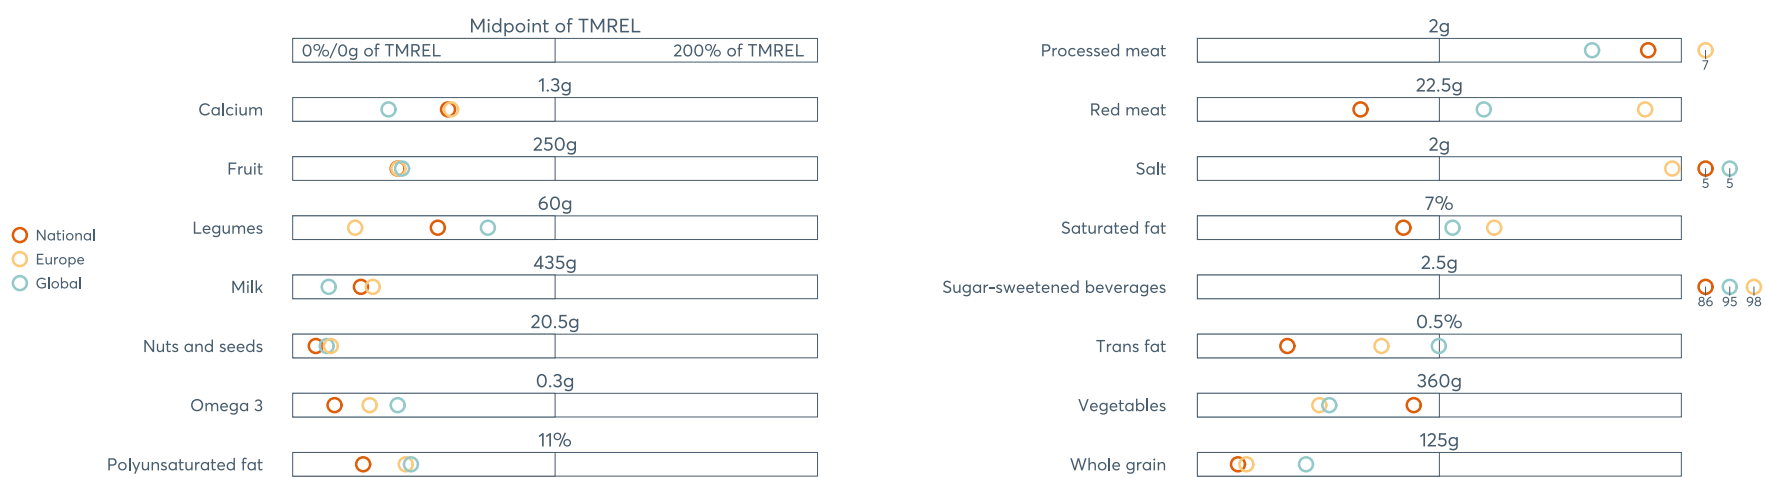 Midpoint of TMREL
0%/0g of TMREL 200% of TMREL
1.3g
Calcium
250g
Fruit
60g
Legumes
435g
Milk
20.5g
Nuts and seeds
0.3g
Omega 3
11%
Polyunsaturated fat
National
Europe
Global
2g
Processed meat
7
22.5g
Red meat
2g
Salt
5 5
7%
Saturated fat
2.5g
Sugar-sweetened beverages
86 95 98
0.5%
Trans fat
360g
Vegetables
125g
Whole grain